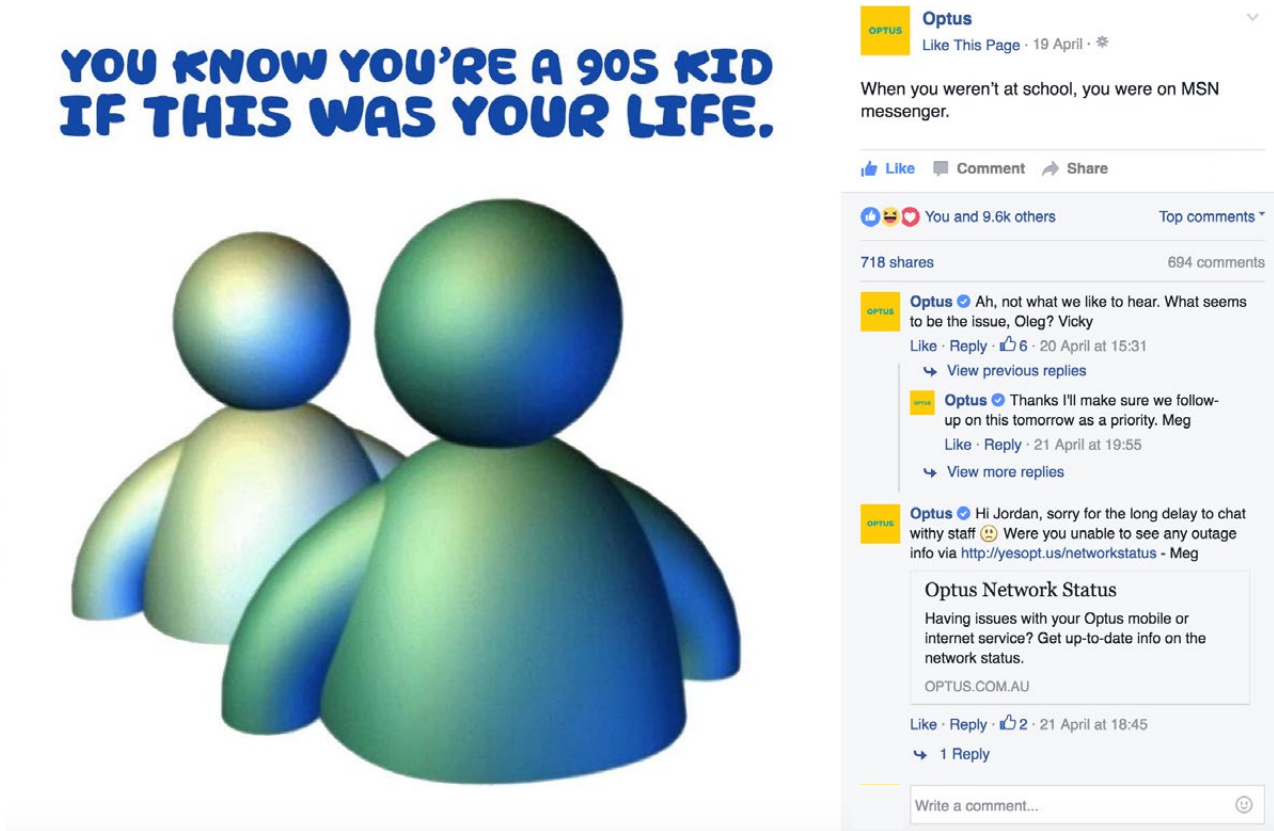 YOU KNOW YOU'RE A 90S KID
IF THIS WAS YOUR LIFE.
OPTUS
Optus
Like This Page · 19 April ·
When you weren't at school, you were on MSN
messenger.
Like Comment Share
You and 9.6k others Top comments
718 shares 694 comments
OPTUS
Optus Ah, not what we like to hear. What seems
to be the issue, Oleg? Vicky
Like · Reply · 6 · 20 April at 15:31
View previous replies
OPTUS
Optus Thanks I'll make sure we follow-
up on this tomorrow as a priority. Meg
Like · Reply · 21 April at 19:55
View more replies
OPTUS
Optus Hi Jordan, sorry for the long delay to chat
withy staff Were you unable to see any outage
info via http://yesopt.us/networkstatus - Meg
Optus Network Status
Having issues with your Optus mobile or
internet service? Get up-to-date info on the
network status.
OPTUS.COM.AU
Like · Reply · 2 · 21 April at 18:45
1 Reply
Write a comment...